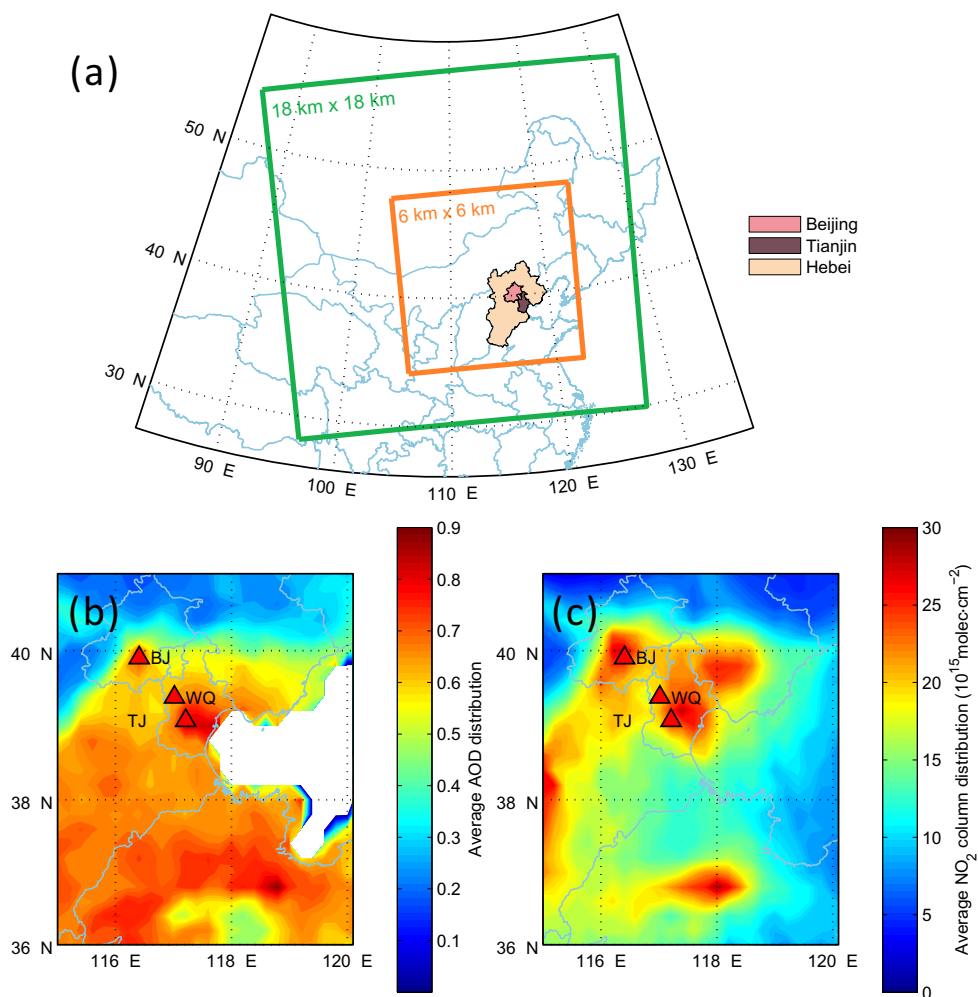 (a)
18 km x 18 km
6 km x 6 km
50 N
40 N
30 N
90 E
100 E
110 E
120 E
130 E
Beijing
Tianjin
Hebei
(b)
BJ
WQ
TJ
40 N
38 N
36 N
116 E
118 E
120 E
0.9
0.8
0.7
0.6
0.5
0.4
0.3
0.2
0.1
Average AOD distribution
(c)
BJ
WQ
TJ
40 N
38 N
36 N
116 E
118 E
120 E
30
25
20
15
10
5
0
Average NO₂ column distribution (10¹⁵molec·cm⁻²)